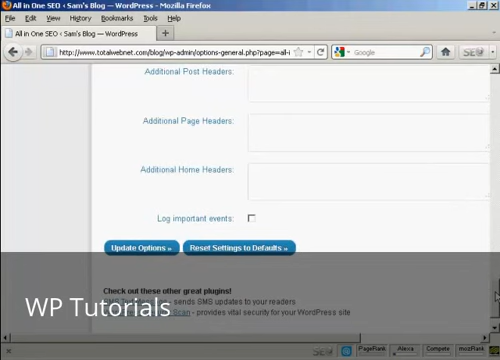 All in One SEO ‹ Sam's Blog — WordPress - Mozilla Firefox
File Edit View History Bookmarks Tools Help
All in One SEO ‹ Sam's Blog — WordPress +
http://www.totalwebnet.com/blog/wp-admin/options-general.php?page=all-i
Google
SEO
Additional Post Headers:
Additional Page Headers:
Additional Home Headers:
Log important events:
Update Options »
Reset Settings to Defaults »
Check out these other great plugins!
- sends SMS updates to your readers
Scan - provides vital security for your WordPress site
WP Tutorials
SEO PageRank Alexa Compete mozRank